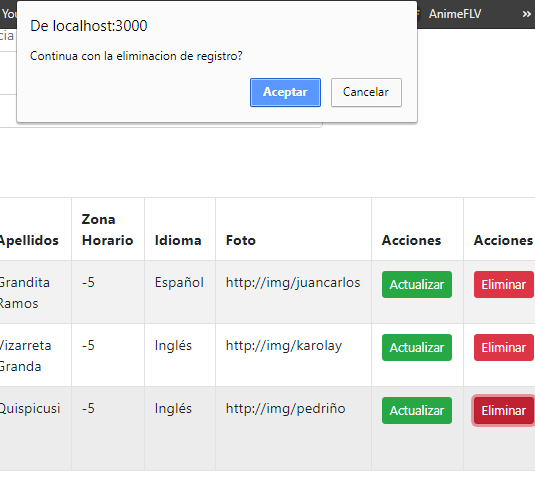 You
AnimeFLV
»
cia
De localhost:3000
Continua con la eliminacion de registro?
Aceptar
Cancelar
Apellidos
Zona
Horario
Idioma
Foto
Acciones
Acciones
Grandita
Ramos
-5
Español
http://img/juancarlos
Actualizar
Eliminar
Vizarreta
Granda
-5
Inglés
http://img/karolay
Actualizar
Eliminar
Quispicusi
-5
Inglés
http://img/pedriño
Actualizar
Eliminar